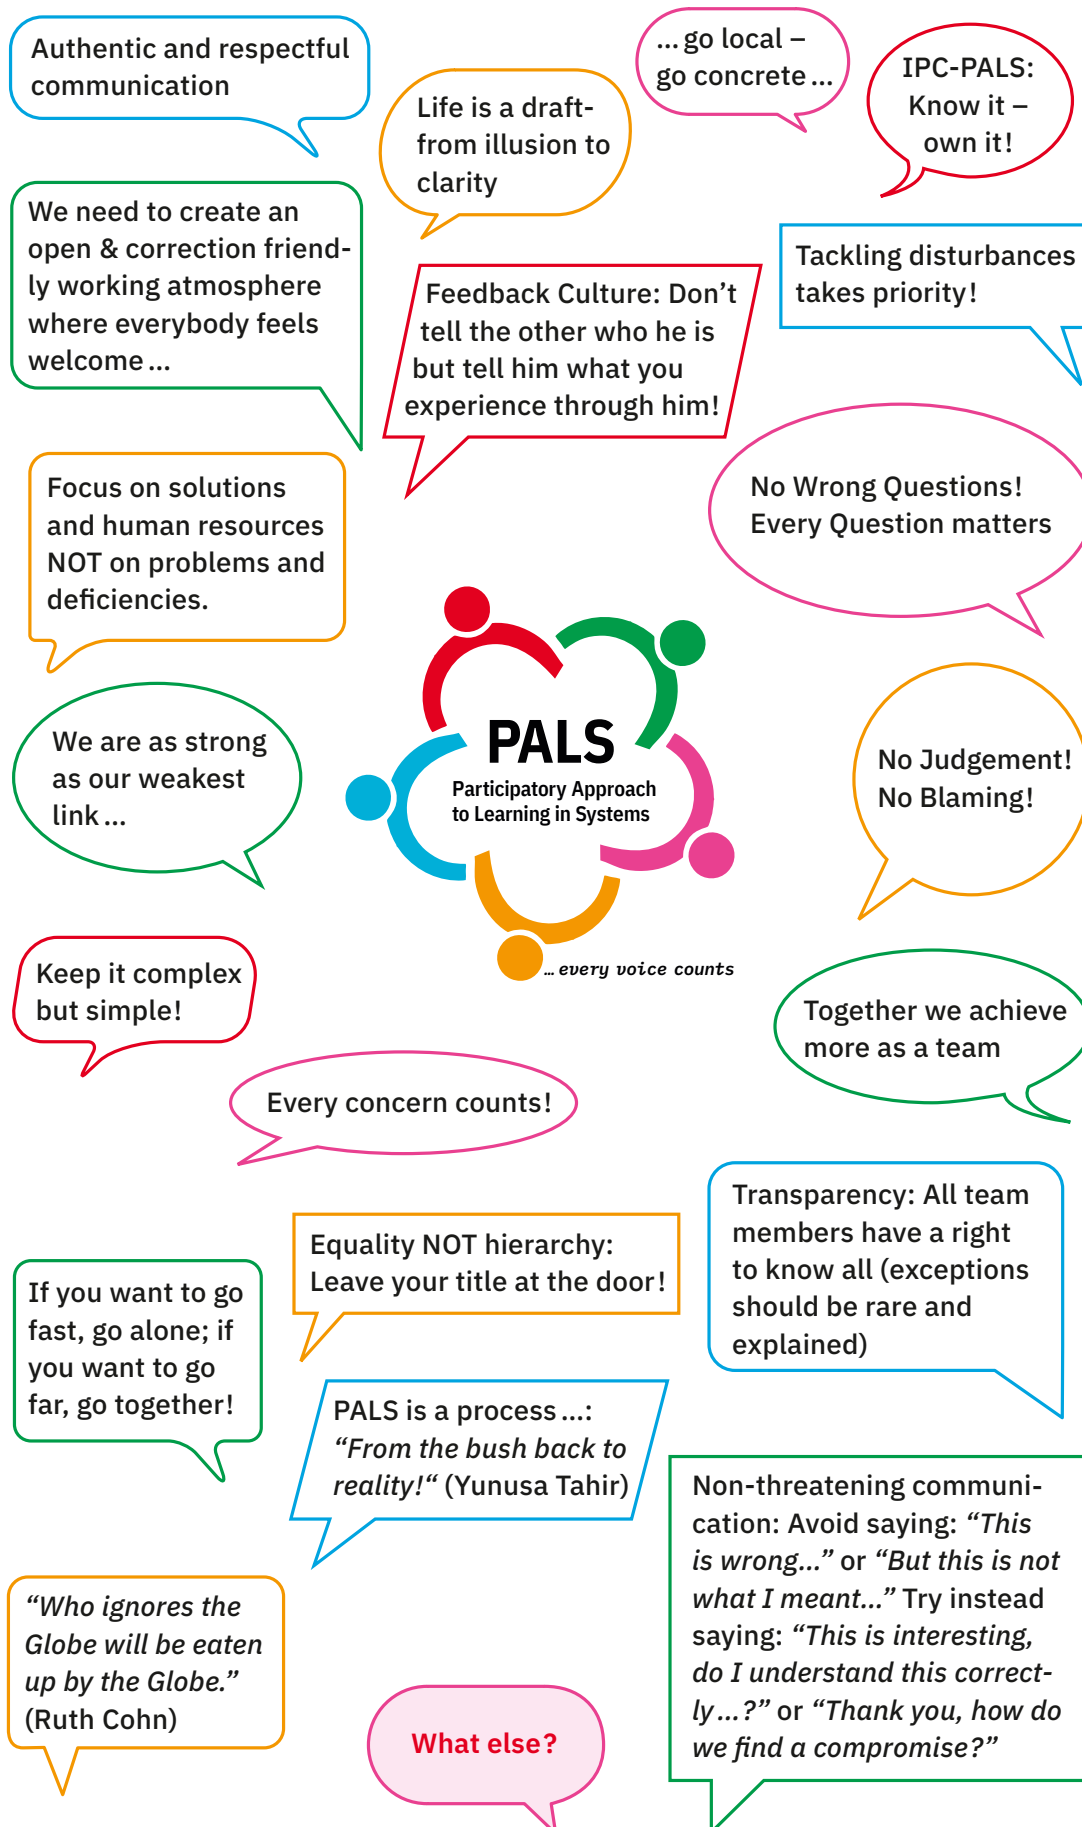 Authentic and respectful
communication
... go local –
go concrete ...
IPC-PALS:
Know it –
own it!
Life is a draft-
from illusion to
clarity
We need to create an
open & correction friend-
ly working atmosphere
where everybody feels
welcome ...
Tackling disturbances
takes priority!
Feedback Culture: Don’t
tell the other who he is
but tell him what you
experience through him!
Focus on solutions
and human resources
NOT on problems and
deficiencies.
No Wrong Questions!
Every Question matters
We are as strong
as our weakest
link ...
PALS
Participatory Approach
to Learning in Systems
... every voice counts
No Judgement!
No Blaming!
Keep it complex
but simple!
Together we achieve
more as a team
Every concern counts!
Transparency: All team
members have a right
to know all (exceptions
should be rare and
explained)
Equality NOT hierarchy:
Leave your title at the door!
If you want to go
fast, go alone; if
you want to go
far, go together!
PALS is a process ...:
“From the bush back to
reality!“ (Yunusa Tahir)
Non-threatening communi-
cation: Avoid saying: “This
is wrong...” or “But this is not
what I meant...” Try instead
saying: “This is interesting,
do I understand this correct-
ly ...?” or “Thank you, how do
we find a compromise?”
“Who ignores the
Globe will be eaten
up by the Globe.”
(Ruth Cohn)
What else?